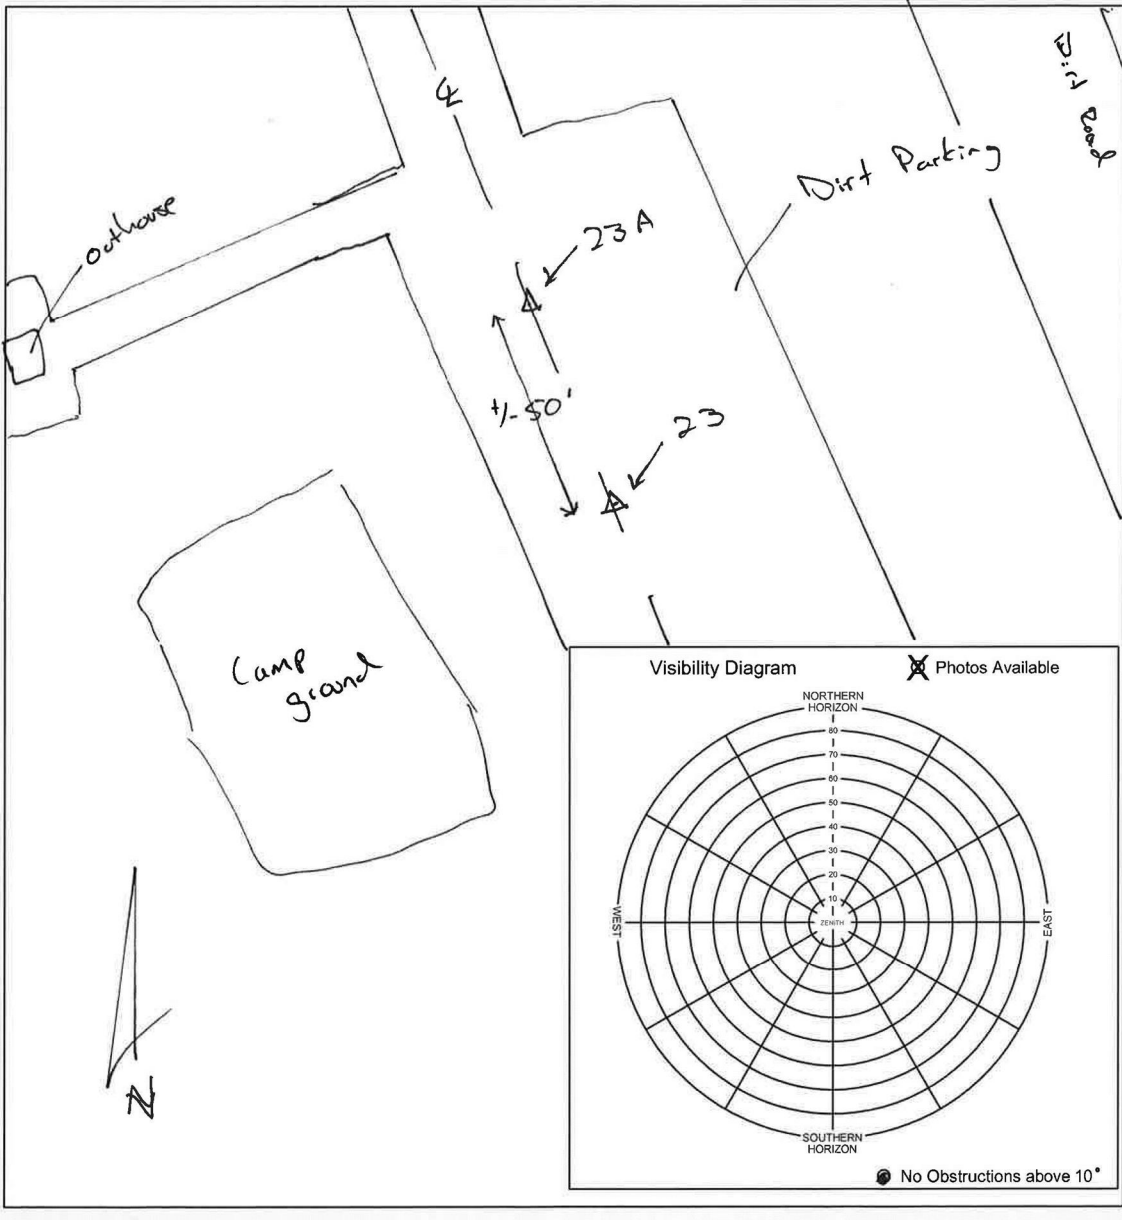 ℄
Dirt Road
Dirt Parking
outhouse
23A
+/- 50'
23
Camp
ground
N
Visibility Diagram
Photos Available
NORTHERN
HORIZON
80
70
60
50
40
30
20
10
ZENITH
WEST
EAST
SOUTHERN
HORIZON
No Obstructions above 10°